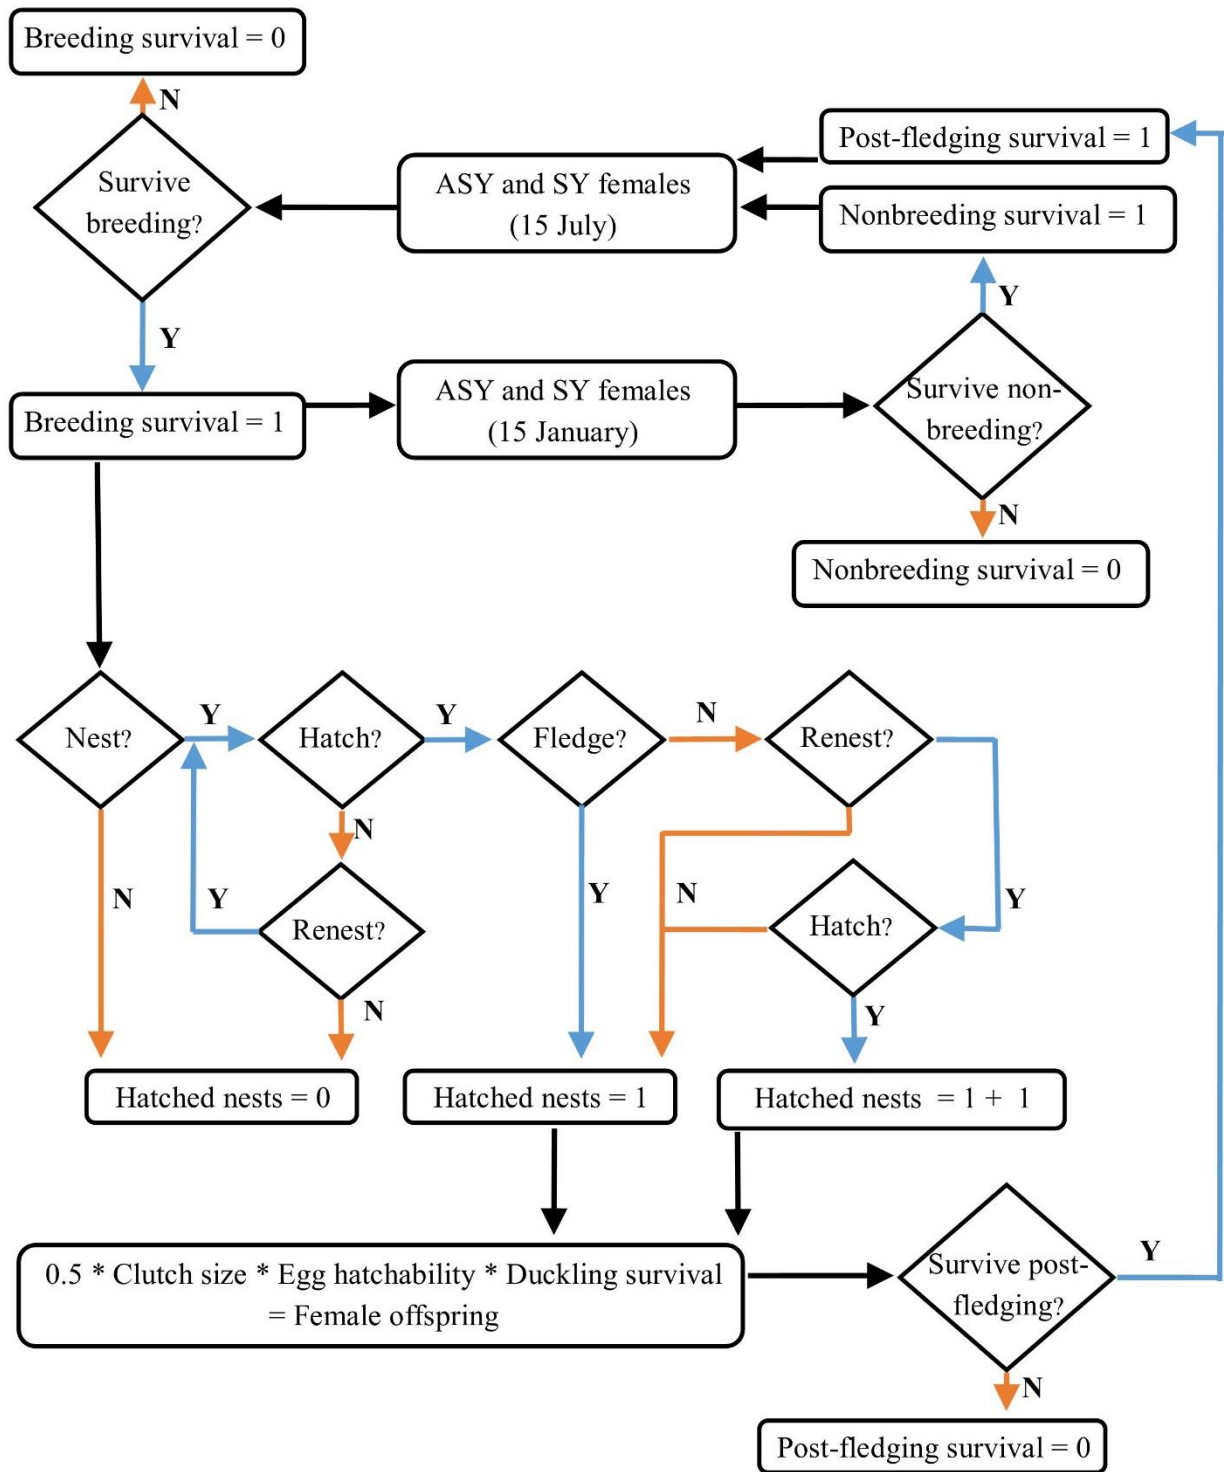 Breeding survival = 0
N
Survive
breeding?
Y
Breeding survival = 1
ASY and SY females
(15 July)
Post-fledging survival = 1
Nonbreeding survival = 1
Y
ASY and SY females
(15 January)
Survive non-
breeding?
N
Nonbreeding survival = 0
Nest?
Y
Hatch?
Y
Fledge?
N
Renest?
N
Y
N
Renest?
Y
N
Hatch?
Y
N
Y
Hatched nests = 0
Hatched nests = 1
Hatched nests = 1 + 1
0.5 * Clutch size * Egg hatchability * Duckling survival
= Female offspring
Survive post-
fledging?
Y
N
Post-fledging survival = 0